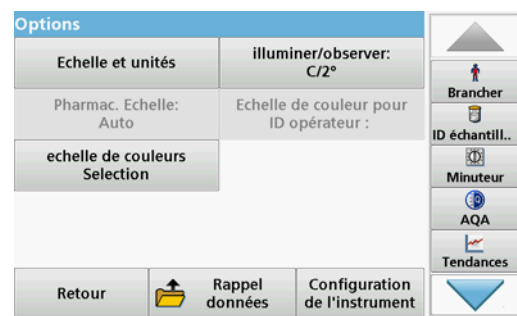 Options
Echelle et unités
illuminer/observer:
C/2°
Pharmac. Echelle:
Auto
Echelle de couleur pour
ID opérateur :
echelle de couleurs
Selection
Retour
Rappel
données
Configuration
de l'instrument
Brancher
ID échantill..
Minuteur
AQA
Tendances